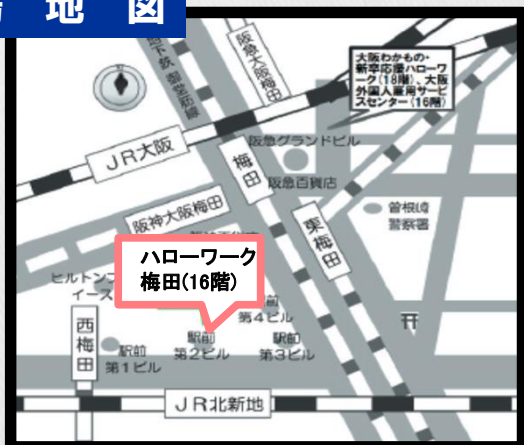 地 図
地下鉄 御堂筋線
阪急大阪梅田
大阪わかもの・
新卒応援ハローワ
ーク(18階)、大阪
外国人雇用サービ
スセンター(16階)
JR大阪
梅田
阪急グランドビル
阪急百貨店
阪神大阪梅田
東梅田
曽根崎
警察署
ハローワーク
梅田(16階)
ヒルトンプ
イース
西梅田
駅前
第1ビル
駅前
第2ビル
前
第4ビル
駅前
第3ビル
JR北新地